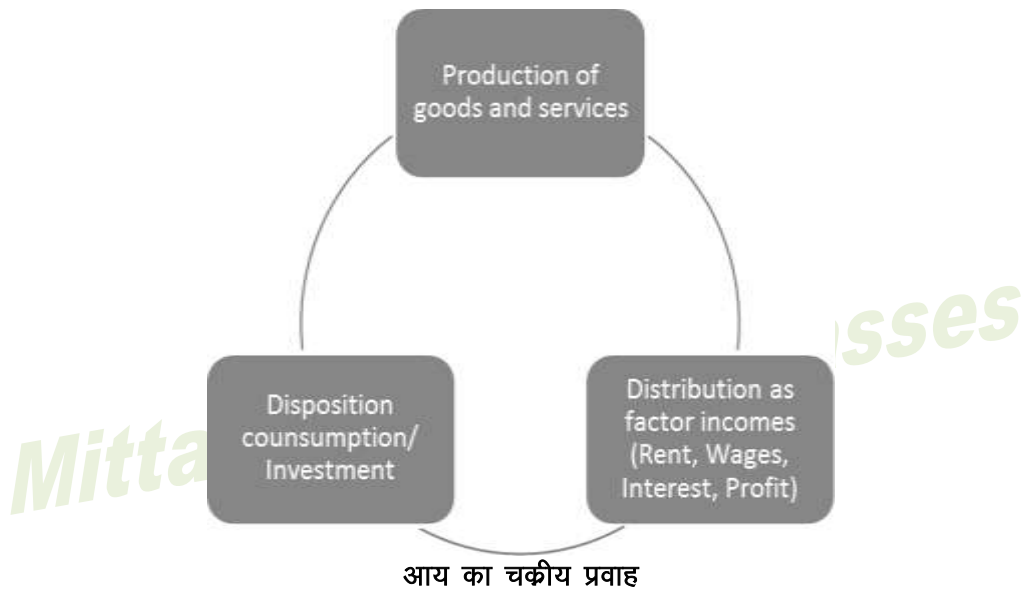 Production of
goods and services
Disposition
counsumption/
Investment
Distribution as
factor incomes
(Rent, Wages,
Interest, Profit)
आय का चक्रीय प्रवाह